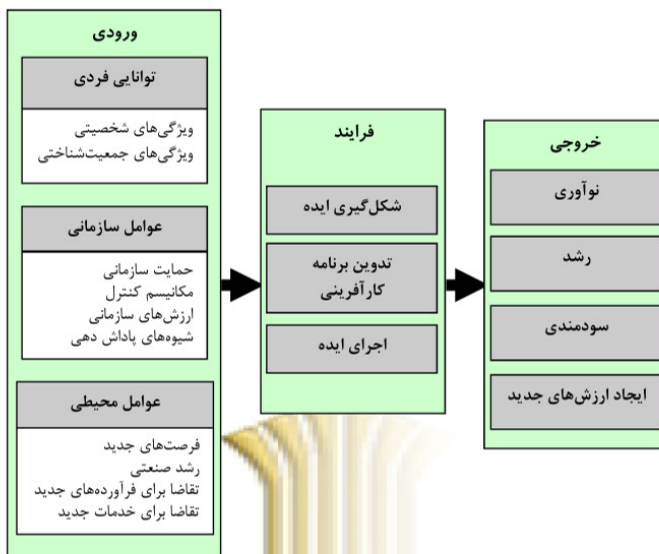 ورودی
توانایی فردی
ویژگی‌های شخصیتی
ویژگی‌های جمعیت‌شناختی
عوامل سازمانی
حمایت سازمانی
مکانیسم کنترل
ارزش‌های سازمانی
شیوه‌های پاداش دهی
عوامل محیطی
فرصت‌های جدید
رشد صنعتی
تقاضا برای فرآورده‌های جدید
تقاضا برای خدمات جدید
فرایند
شکل‌گیری ایده
تدوین برنامه
کارآفرینی
اجرای ایده
خروجی
نوآوری
رشد
سودمندی
ایجاد ارزش‌های جدید